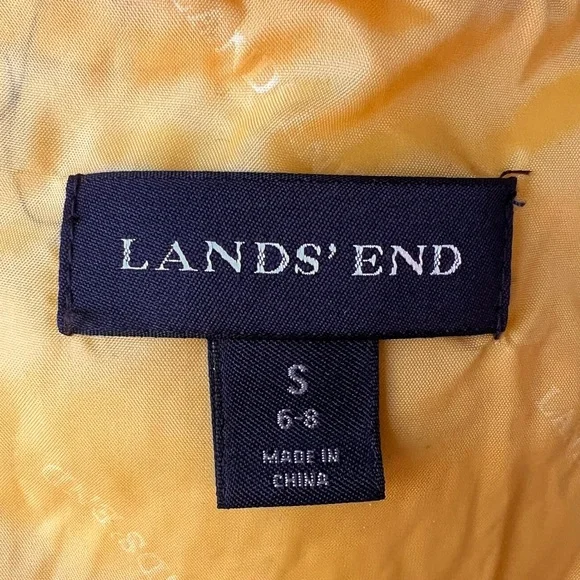 LANDS' END
S
6-8
MADE IN
CHINA